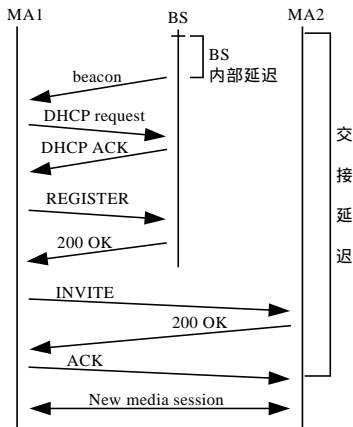 MA1
BS
MA2
BS
内部延迟
beacon
DHCP request
DHCP ACK
REGISTER
200 OK
INVITE
200 OK
ACK
New media session
交
接
延
迟